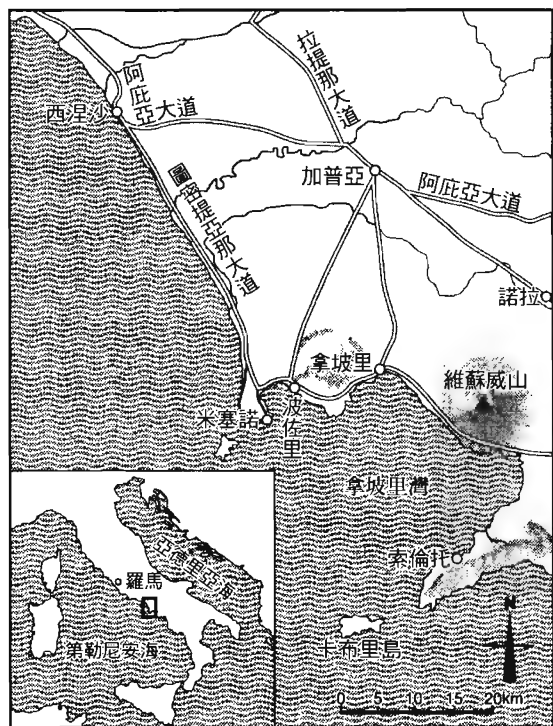 拉提那大道
阿庇亞大道
西涅沙
圖密提亞那大道
加普亞
阿庇亞大道
諾拉
拿坡里
維蘇威山
米塞諾
波佐里
拿坡里灣
索倫托
卡布里島
N
0 5 10 15 20km
亞德里亞海
羅馬
第勒尼安海